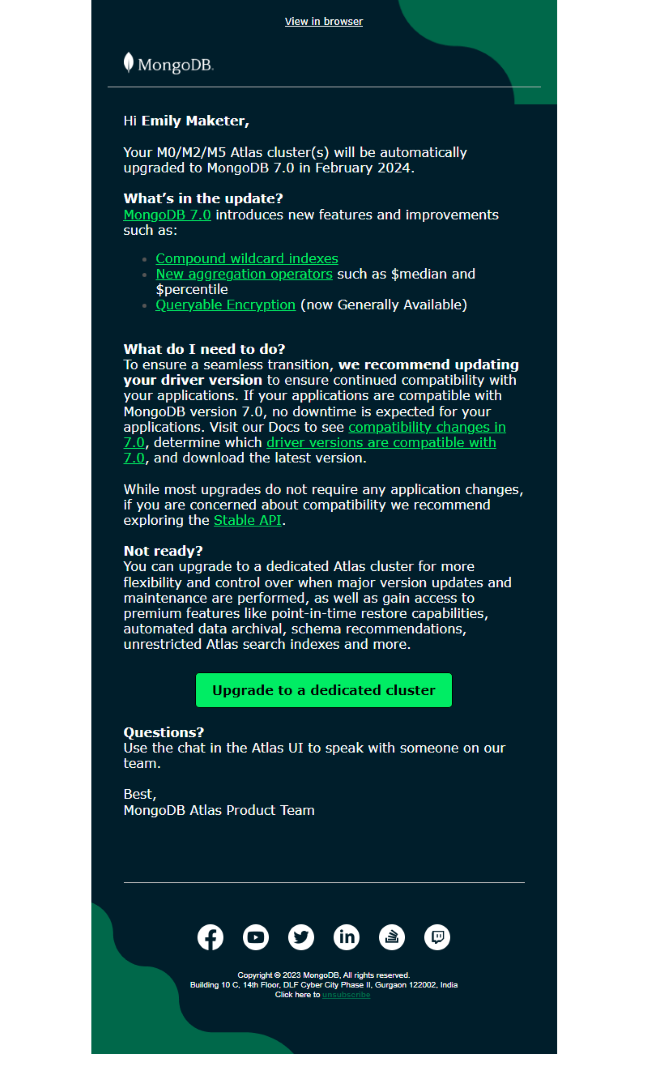 View in browser
MongoDB.
Hi Emily Maketer,
Your M0/M2/M5 Atlas cluster(s) will be automatically
upgraded to MongoDB 7.0 in February 2024.
What's in the update?
MongoDB 7.0 introduces new features and improvements
such as:
Compound wildcard indexes
New aggregation operators such as $median and
$percentile
Queryable Encryption (now Generally Available)
What do I need to do?
To ensure a seamless transition, we recommend updating
your driver version to ensure continued compatibility with
your applications. If your applications are compatible with
MongoDB version 7.0, no downtime is expected for your
applications. Visit our Docs to see compatibility changes in
7.0, determine which driver versions are compatible with
7.0, and download the latest version.
While most upgrades do not require any application changes,
if you are concerned about compatibility we recommend
exploring the Stable API.
Not ready?
You can upgrade to a dedicated Atlas cluster for more
flexibility and control over when major version updates and
maintenance are performed, as well as gain access to
premium features like point-in-time restore capabilities,
automated data archival, schema recommendations,
unrestricted Atlas search indexes and more.
Upgrade to a dedicated cluster
Questions?
Use the chat in the Atlas UI to speak with someone on our
team.
Best,
MongoDB Atlas Product Team
Copyright © 2023 MongoDB, All rights reserved.
Building 10 C, 14th Floor, DLF Cyber City Phase II, Gurgaon 122002, India
Click here to unsubscribe